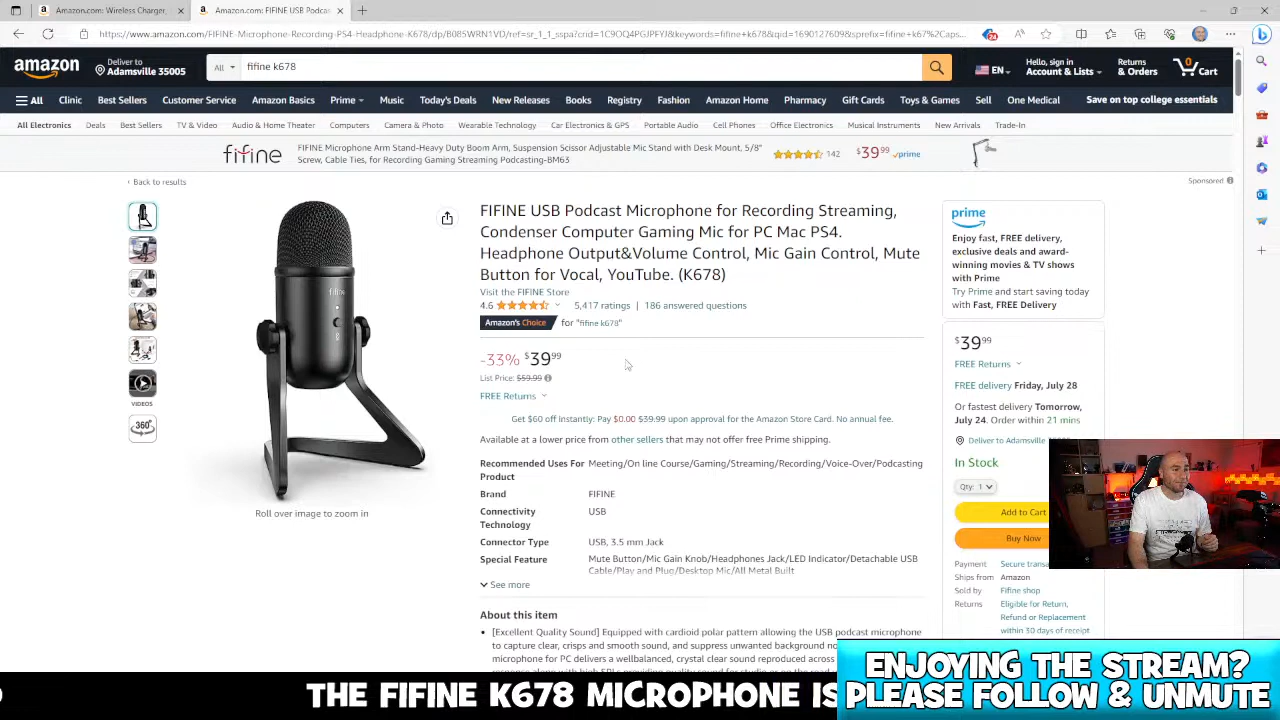 Amazon.com: Wireless Charger
Amazon.com: FIFINE USB Podcas
https://www.amazon.com/FIFINE-Microphone-Recording-PS4-Headphone-K678/dp/B085WRN1VD/
24
amazon
Deliver to
Adamsville 35005
All
fifine k678
EN
Hello, sign in
Account & Lists
Returns
& Orders
0
Cart
All Clinic Best Sellers Customer Service Amazon Basics Prime Music Today's Deals New Releases Books Registry Fashion Amazon Home Pharmacy Gift Cards Toys & Games Sell One Medical Save on top college essentials
All Electronics Deals Best Sellers TV & Video Audio & Home Theater Computers Camera & Photo Wearable Technology Car Electronics & GPS Portable Audio Cell Phones Office Electronics Musical Instruments New Arrivals Trade-In
fifine
FIFINE Microphone Arm Stand-Heavy Duty Boom Arm, Suspension Scissor Adjustable Mic Stand with Desk Mount, 5/8"
Screw, Cable Ties, for Recording Gaming Streaming Podcasting-BM63
142
$39.99
prime
‹ Back to results
Sponsored
fifine
VIDEOS
360°
Roll over image to zoom in
FIFINE USB Podcast Microphone for Recording Streaming,
Condenser Computer Gaming Mic for PC Mac PS4.
Headphone Output&Volume Control, Mic Gain Control, Mute
Button for Vocal, YouTube. (K678)
Visit the FIFINE Store
4.6 5,417 ratings | 186 answered questions
Amazon's Choice for "fifine k678"
-33% $39.99
List Price: $59.99
FREE Returns
Get $60 off Instantly: Pay $0.00 $39.99 upon approval for the Amazon Store Card. No annual fee.
Available at a lower price from other sellers that may not offer free Prime shipping.
Recommended Uses For Meeting/On line Course/Gaming/Streaming/Recording/Voice-Over/Podcasting
Product
Brand FIFINE
Connectivity USB
Technology
Connector Type USB, 3.5 mm Jack
Special Feature Mute Button/Mic Gain Knob/Headphones Jack/LED Indicator/Detachable USB
Cable/Play and Plug/Desktop Mic/All Metal Built
See more
About this item
• [Excellent Quality Sound] Equipped with cardioid polar pattern allowing the USB podcast microphone
to capture clear, crisps and smooth sound, and suppress unwanted background
microphone for PC delivers a wellbalanced, crystal clear sound reproduced across
prime
Enjoy fast, FREE delivery,
exclusive deals and award-
winning movies & TV shows
with Prime
Try Prime and start saving today
with Fast, FREE Delivery
$39.99
FREE Returns
FREE delivery Friday, July 28
Or fastest delivery Tomorrow,
July 24. Order within 21 mins
Deliver to Adamsville
In Stock
Qty: 1
Add to Cart
Buy Now
Payment Secure
Ships from Amazon
Sold by Fifine shop
Returns Eligible for Return,
Refund or Replacement
within 30 days of receipt
THE FIFINE K678 MICROPHONE IS
ENJOYING THE STREAM?
PLEASE FOLLOW & UNMUTE